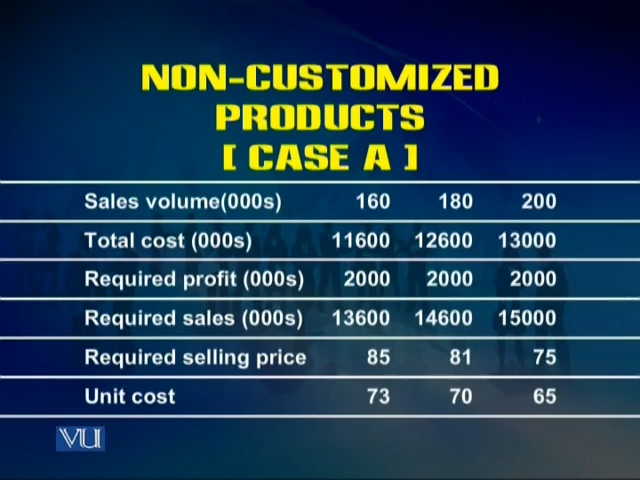 NON-CUSTOMIZED
PRODUCTS
[ CASE A ]
Sales volume(000s) 160 180 200
Total cost (000s) 11600 12600 13000
Required profit (000s) 2000 2000 2000
Required sales (000s) 13600 14600 15000
Required selling price 85 81 75
Unit cost 73 70 65
VU